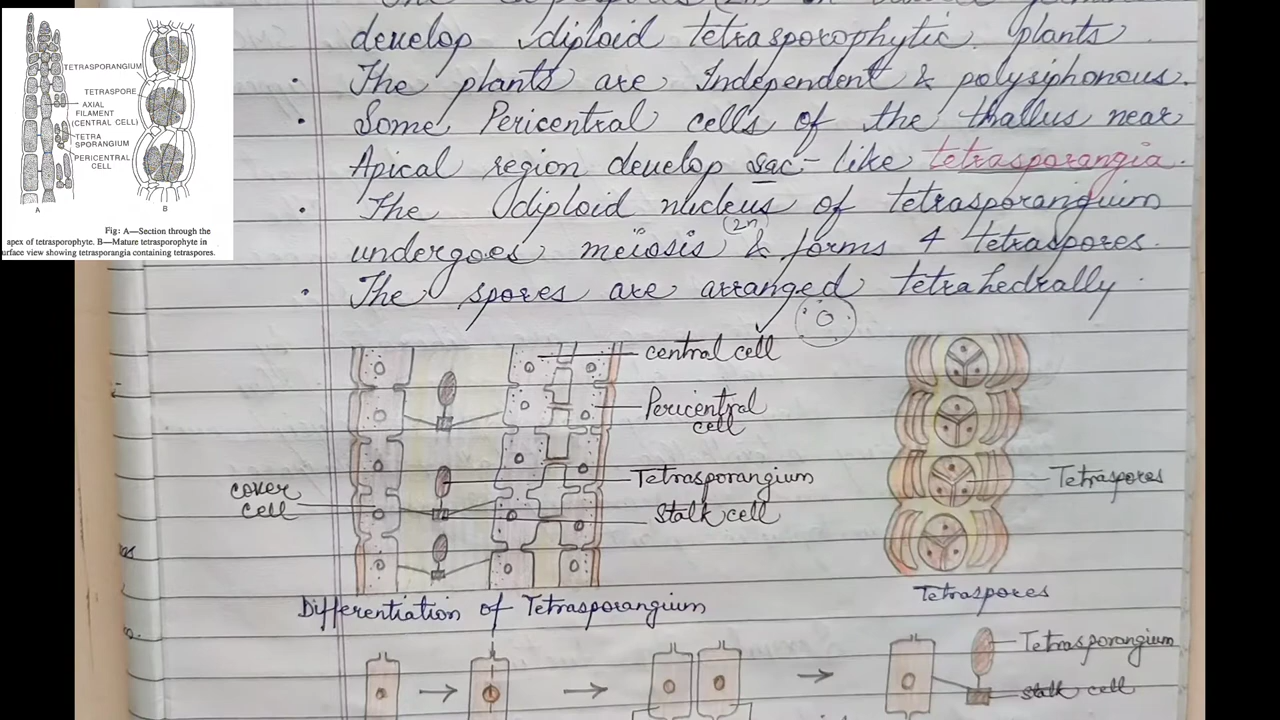 develop diploid tetrasporophytic plants
• The plants are Independent & polysiphonous.
• Some Pericentral cells of the thallus near
Apical region develop sac-like tetrasporangia.
• The diploid nucleus of tetrasporangium
(2n)
undergoes meiosis & forms 4 tetraspores.
• The spores are arranged tetrahedrally.
central cell
Pericentral
cell
Tetrasporangium
Stalk cell
cover
cell
Differentiation of Tetrasporangium
Tetraspores
Tetraspores
Tetrasporangium
stalk cell
TETRASPORANGIUM
TETRASPORE
AXIAL
FILAMENT
(CENTRAL CELL)
TETRA
SPORANGIUM
PERICENTRAL
CELL
A
B
Fig: A—Section through the
apex of tetrasporophyte. B—Mature tetrasporophyte in
urface view showing tetrasporangia containing tetraspores.